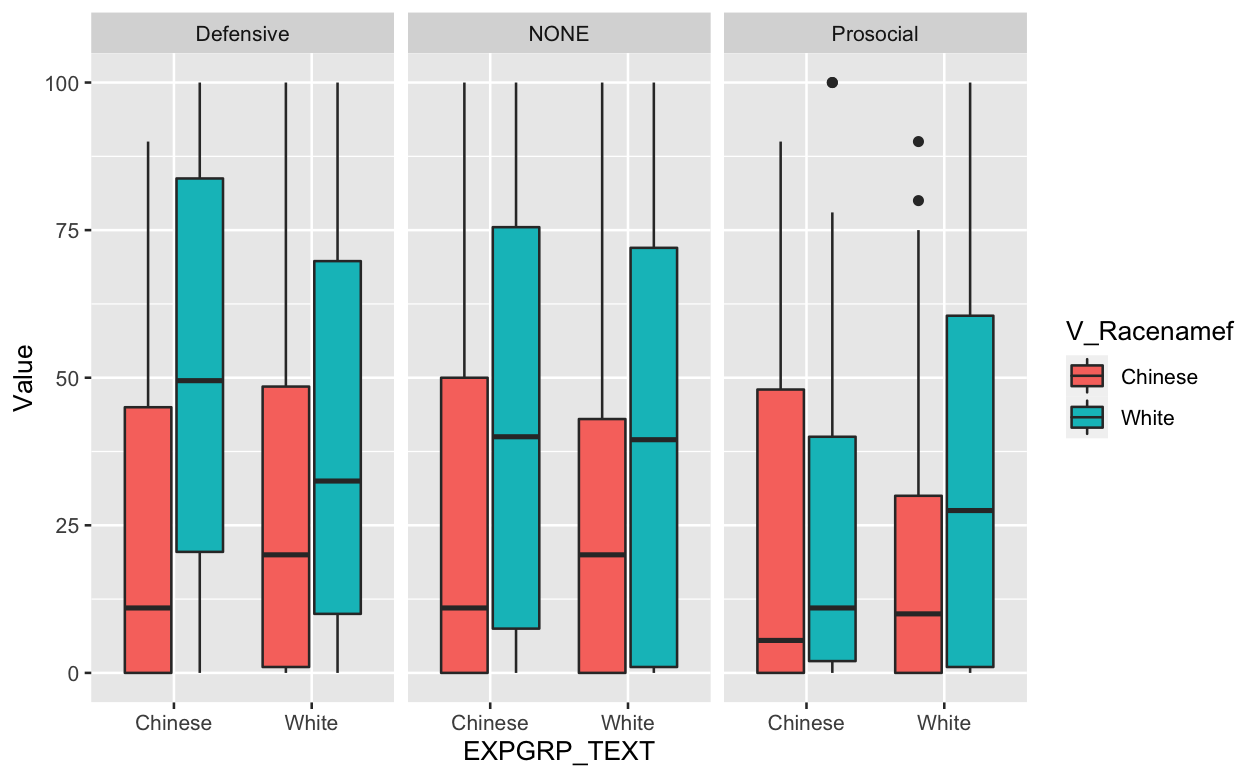 Defensive NONE Prosocial
100
75
50
25
0
Value
Chinese White Chinese White Chinese White
EXPGRP_TEXT
V_Racenamef
Chinese
White